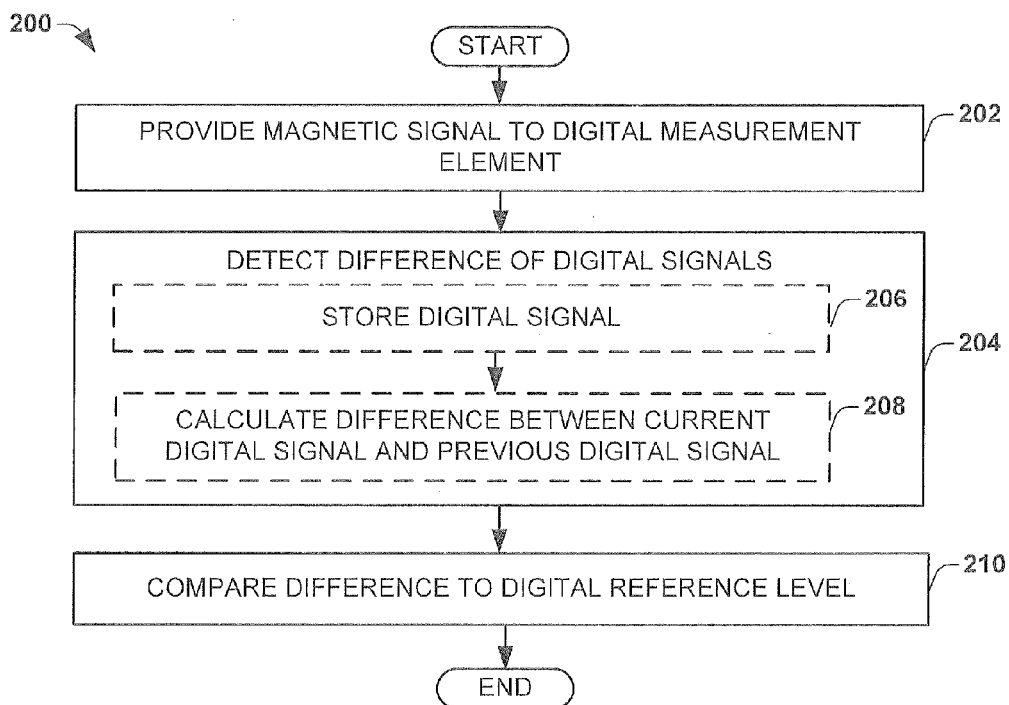 200
START
PROVIDE MAGNETIC SIGNAL TO DIGITAL MEASUREMENT
ELEMENT
202
DETECT DIFFERENCE OF DIGITAL SIGNALS
STORE DIGITAL SIGNAL
206
204
CALCULATE DIFFERENCE BETWEEN CURRENT
DIGITAL SIGNAL AND PREVIOUS DIGITAL SIGNAL
208
COMPARE DIFFERENCE TO DIGITAL REFERENCE LEVEL
210
END